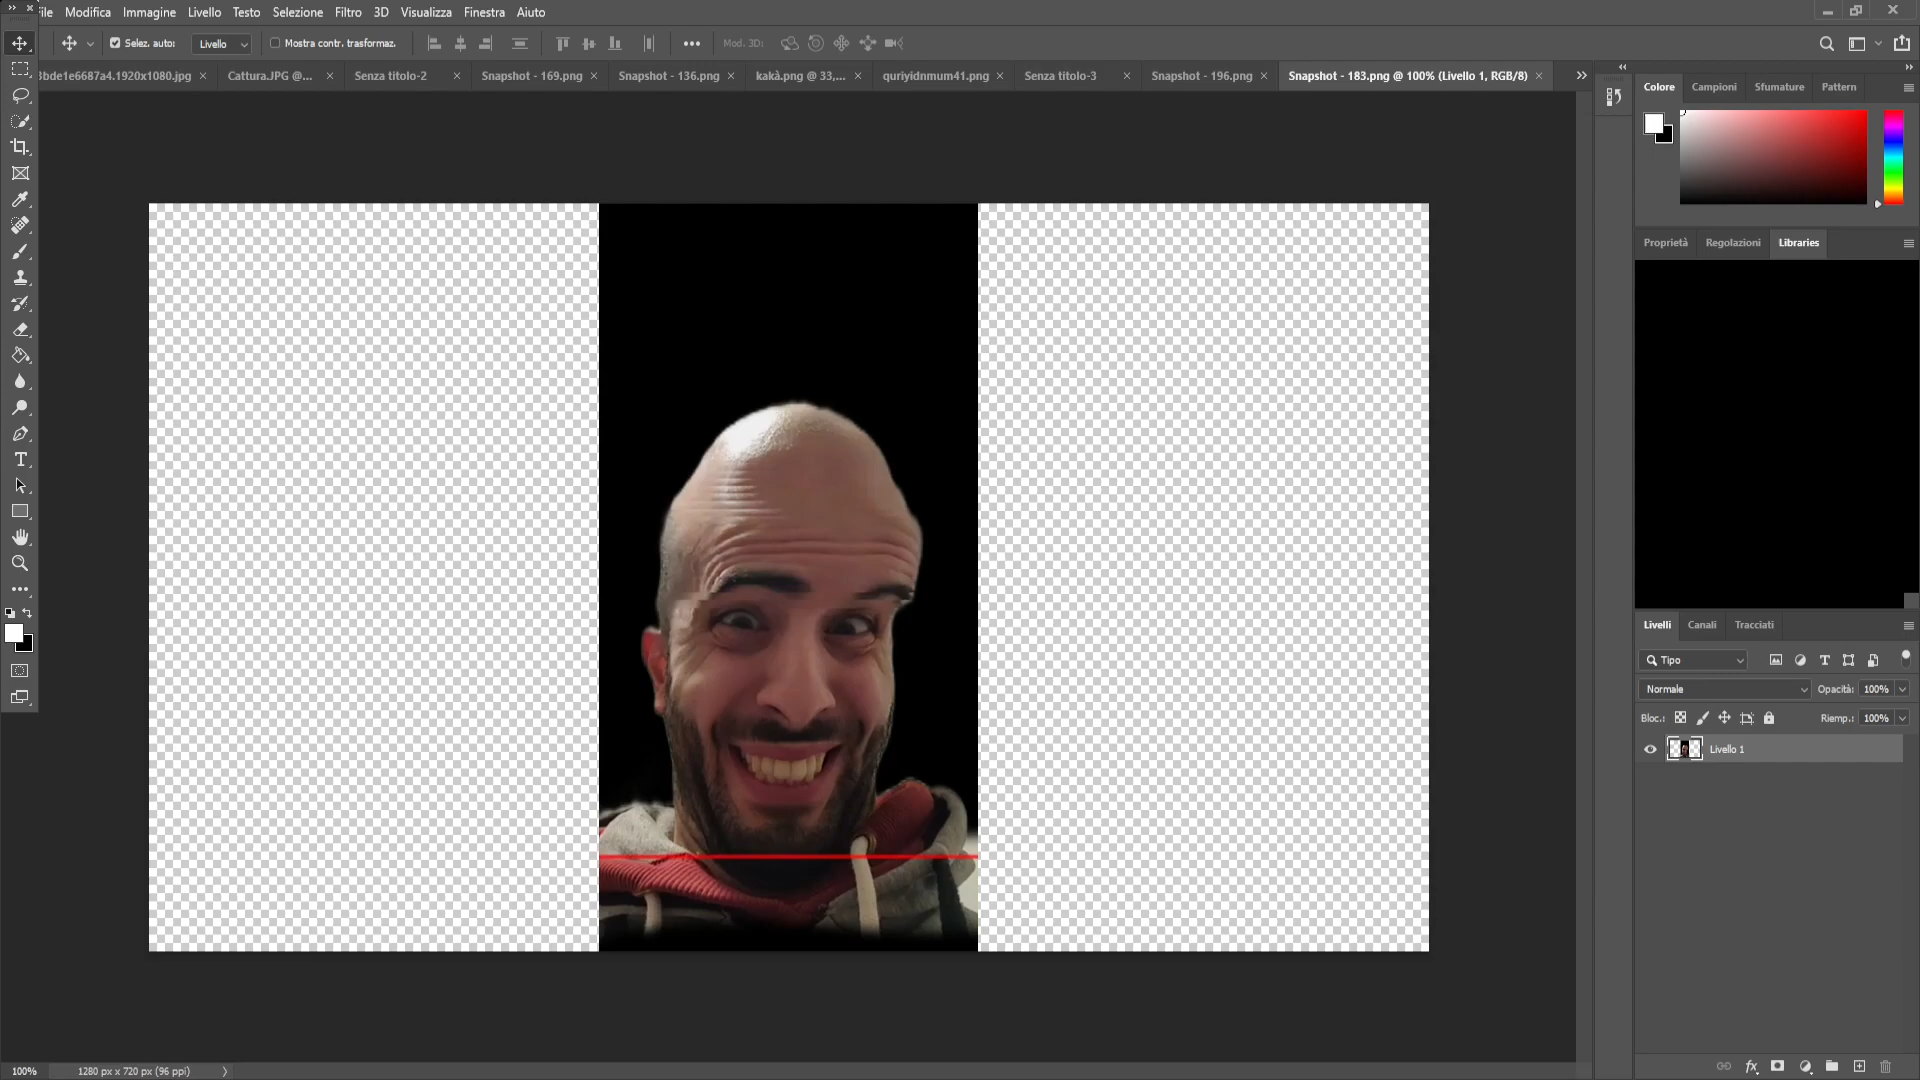 File Modifica Immagine Livello Testo Selezione Filtro 3D Visualizza Finestra Aiuto
Selez. auto: Livello Mostra contr. trasformaz. Mod. 3D:
3bde1e6687a4.1920x1080.jpg Cattura.JPG @... Senza titolo-2 Snapshot - 169.png Snapshot - 136.png kakà.png @ 33,... quriyidnmum41.png Senza titolo-3 Snapshot - 196.png Snapshot - 183.png @ 100% (Livello 1, RGB/8)
Colore Campioni Sfumature Pattern
Proprietà Regolazioni Libraries
Livelli Canali Tracciati
Tipo
Normale Opacità: 100%
Bloc.: Riemp.: 100%
Livello 1
100% 1280 px x 720 px (96 ppi)